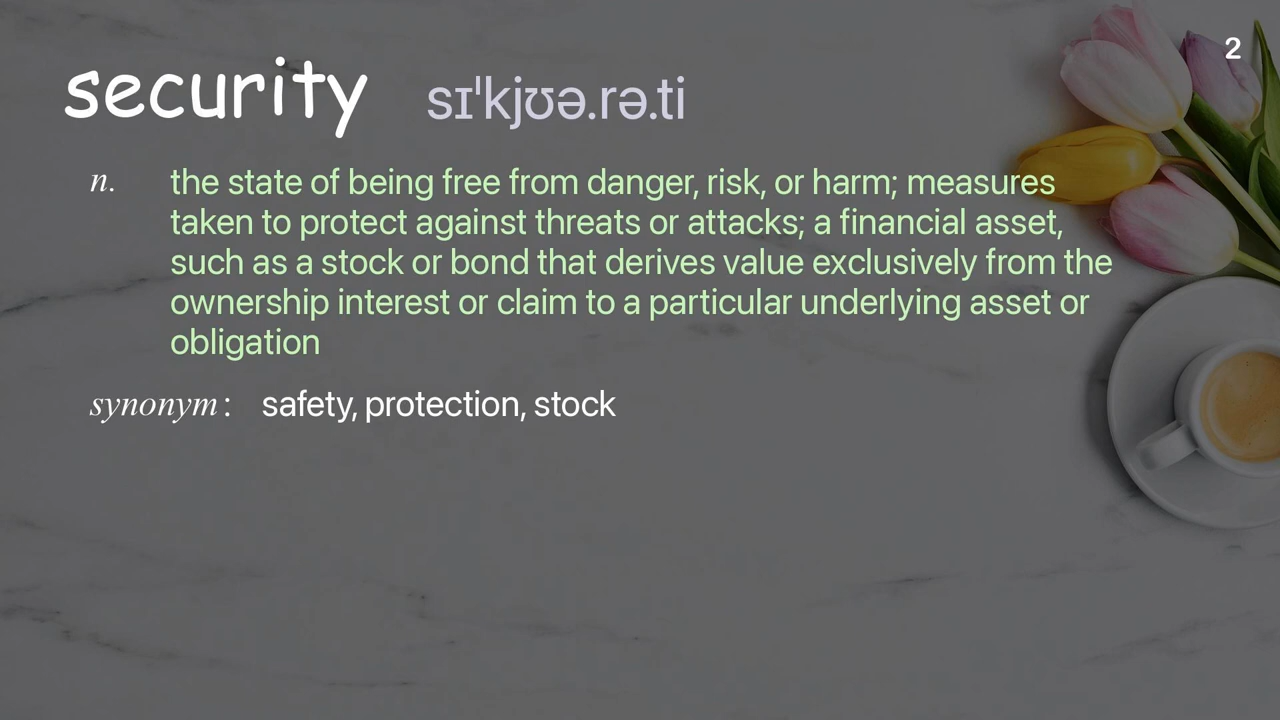 2
security sɪˈkjʊə.rə.ti
n. the state of being free from danger, risk, or harm; measures
taken to protect against threats or attacks; a financial asset,
such as a stock or bond that derives value exclusively from the
ownership interest or claim to a particular underlying asset or
obligation
synonym : safety, protection, stock